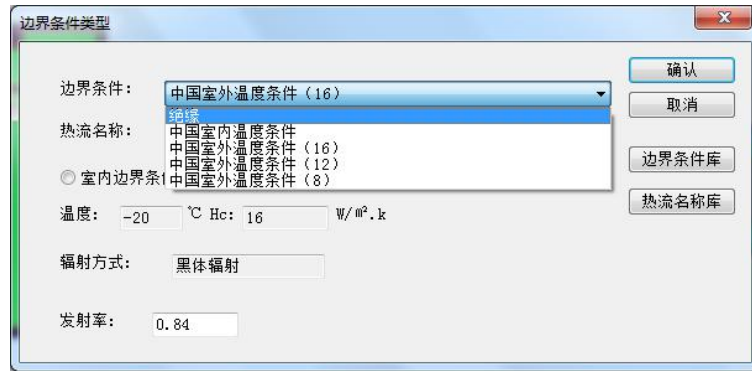 边界条件类型
边界条件: 中国室外温度条件 (16)
确认
取消
绝缘
热流名称: 中国室内温度条件
中国室外温度条件 (16)
中国室外温度条件 (12)
边界条件库
室内边界条 中国室外温度条件 (8)
热流名称库
温度: -20 ℃ Hc: 16 W/㎡.k
辐射方式: 黑体辐射
发射率: 0.84